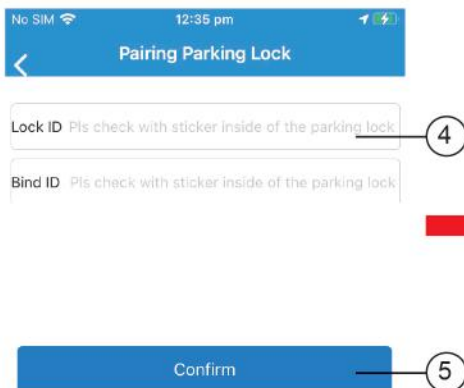 No SIM 12:35 pm
Pairing Parking Lock
Lock ID Pls check with sticker inside of the parking lock
4
Bind ID Pls check with sticker inside of the parking lock
Confirm
5